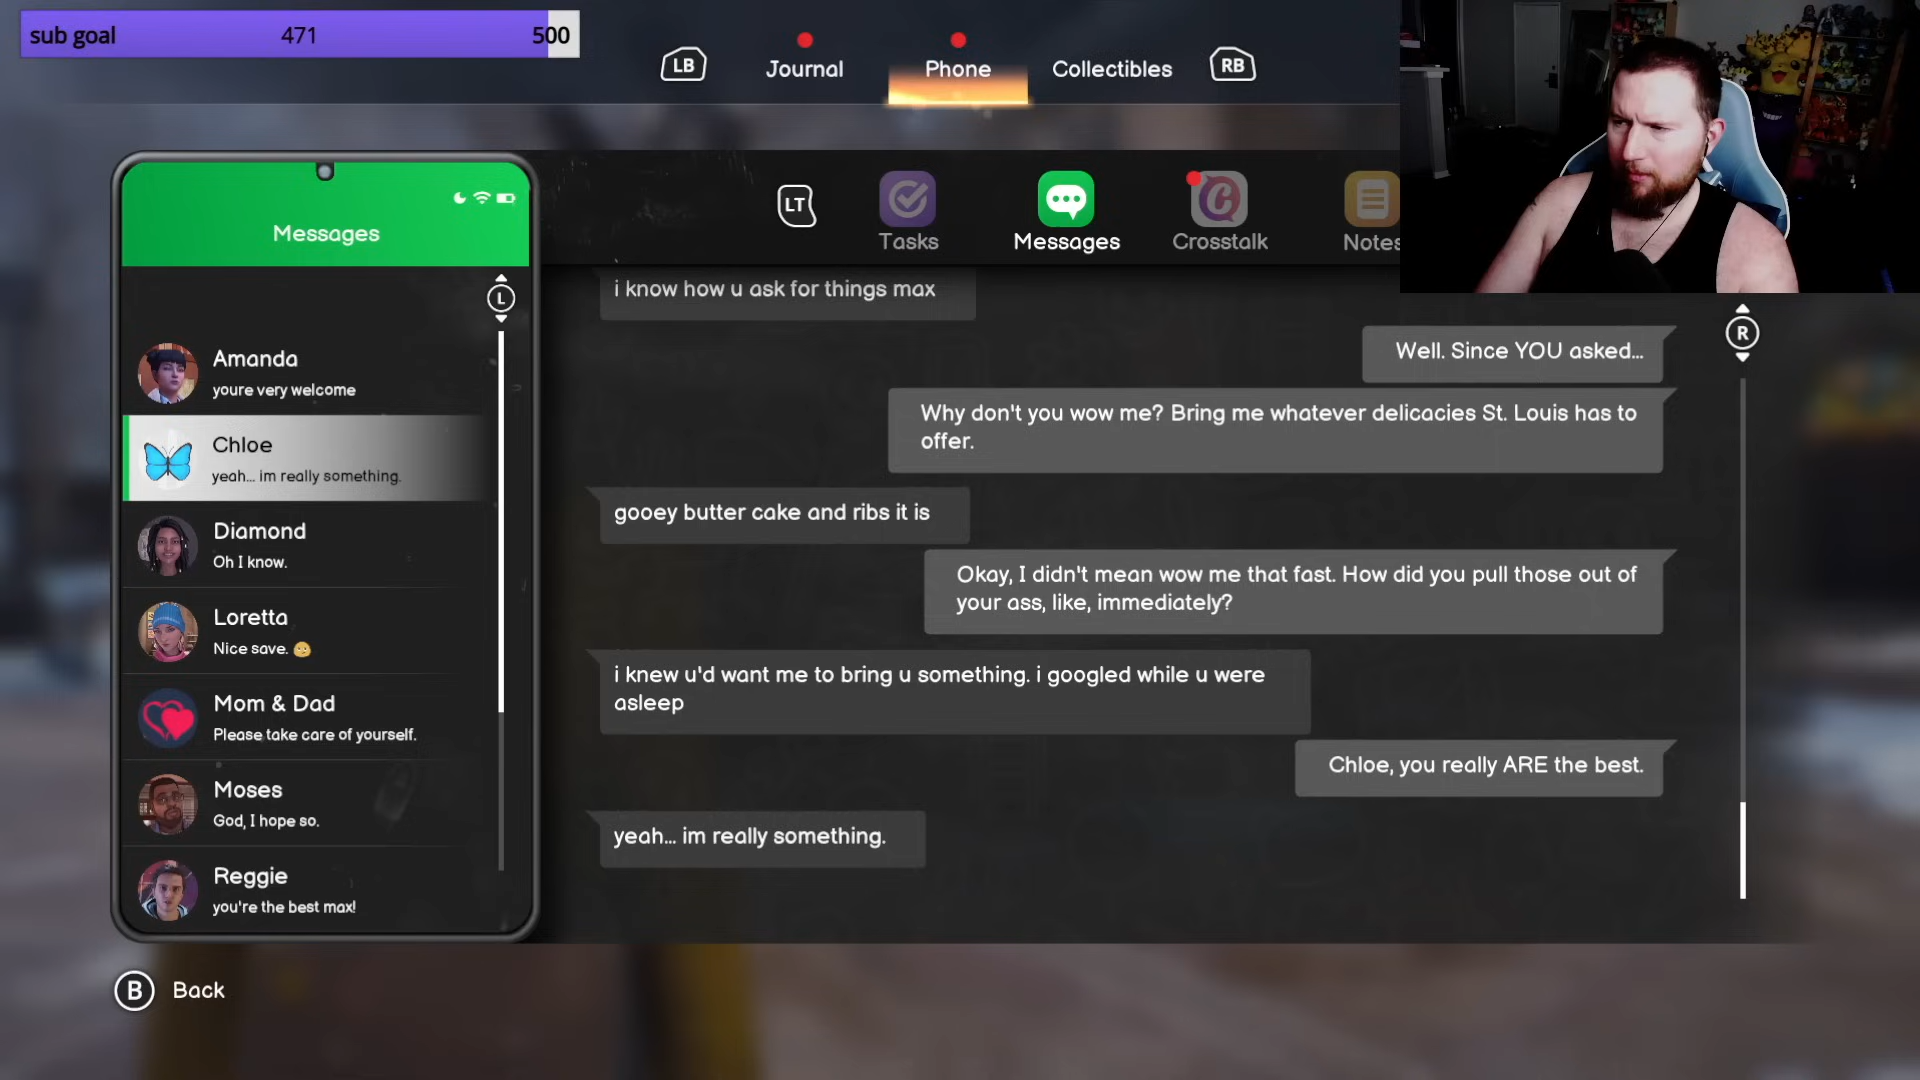 sub goal 471 500
LB Journal Phone Collectibles RB
LT Tasks Messages Crosstalk Notes
Messages
L
Amanda
youre very welcome
Chloe
yeah... im really something.
Diamond
Oh I know.
Loretta
Nice save.
Mom & Dad
Please take care of yourself.
Moses
God, I hope so.
Reggie
you're the best max!
i know how u ask for things max
R
Well. Since YOU asked...
Why don't you wow me? Bring me whatever delicacies St. Louis has to
offer.
gooey butter cake and ribs it is
Okay, I didn't mean wow me that fast. How did you pull those out of
your ass, like, immediately?
i knew u'd want me to bring u something. i googled while u were
asleep
Chloe, you really ARE the best.
yeah... im really something.
B Back